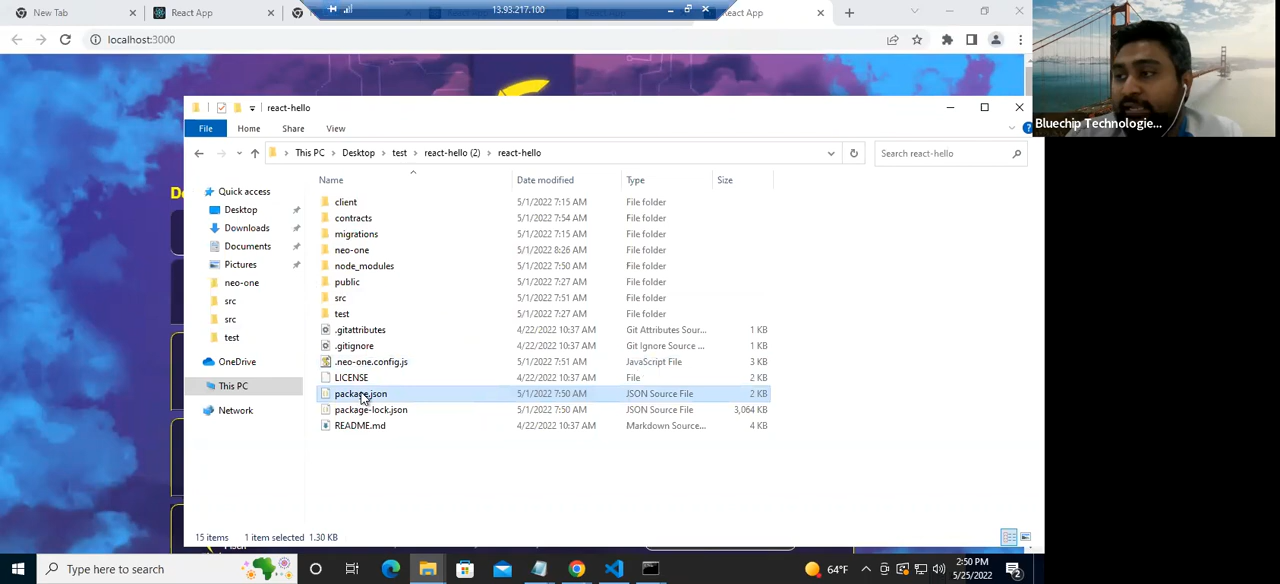 New Tab
React App
13.93.217.100
React App
localhost:3000
Bluechip Technologie...
react-hello
File
Home
Share
View
This PC > Desktop > test > react-hello (2) > react-hello
Search react-hello
Name
Date modified
Type
Size
Quick access
Desktop
Downloads
Documents
Pictures
neo-one
src
src
test
OneDrive
This PC
Network
client 5/1/2022 7:15 AM File folder
contracts 5/1/2022 7:54 AM File folder
migrations 5/1/2022 7:15 AM File folder
neo-one 5/1/2022 8:26 AM File folder
node_modules 5/1/2022 7:50 AM File folder
public 5/1/2022 7:27 AM File folder
src 5/1/2022 7:51 AM File folder
test 5/1/2022 7:27 AM File folder
.gitattributes 4/22/2022 10:37 AM Git Attributes Sour... 1 KB
.gitignore 4/22/2022 10:37 AM Git Ignore Source ... 1 KB
.neo-one.config.js 5/1/2022 7:51 AM JavaScript File 3 KB
LICENSE 4/22/2022 10:37 AM File 2 KB
package.json 5/1/2022 7:50 AM JSON Source File 2 KB
package-lock.json 5/1/2022 7:50 AM JSON Source File 3,064 KB
README.md 4/22/2022 10:37 AM Markdown Source... 4 KB
15 items
1 item selected 1.30 KB
Type here to search
64°F
2:50 PM
5/25/2022
2